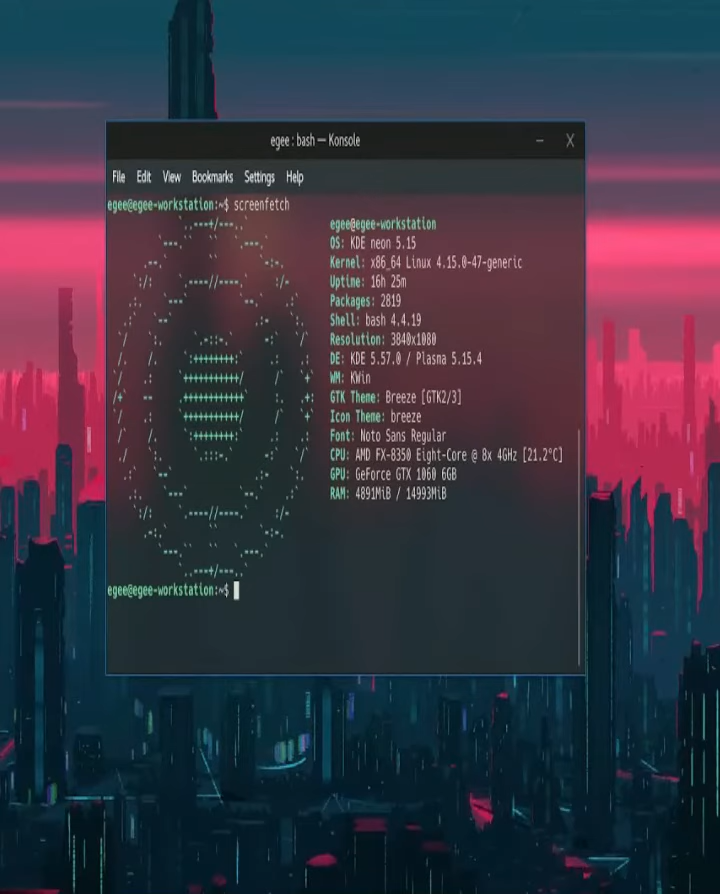 egee : bash — Konsole
File Edit View Bookmarks Settings Help
egee@egee-workstation:~$ screenfetch
egee@egee-workstation
OS: KDE neon 5.15
Kernel: x86_64 Linux 4.15.0-47-generic
Uptime: 16h 25m
Packages: 2819
Shell: bash 4.4.19
Resolution: 3840x1080
DE: KDE 5.57.0 / Plasma 5.15.4
WM: KWin
GTK Theme: Breeze [GTK2/3]
Icon Theme: breeze
Font: Noto Sans Regular
CPU: AMD FX-8350 Eight-Core @ 8x 4GHz [21.2°C]
GPU: GeForce GTX 1060 6GB
RAM: 4891MiB / 14993MiB
egee@egee-workstation:~$